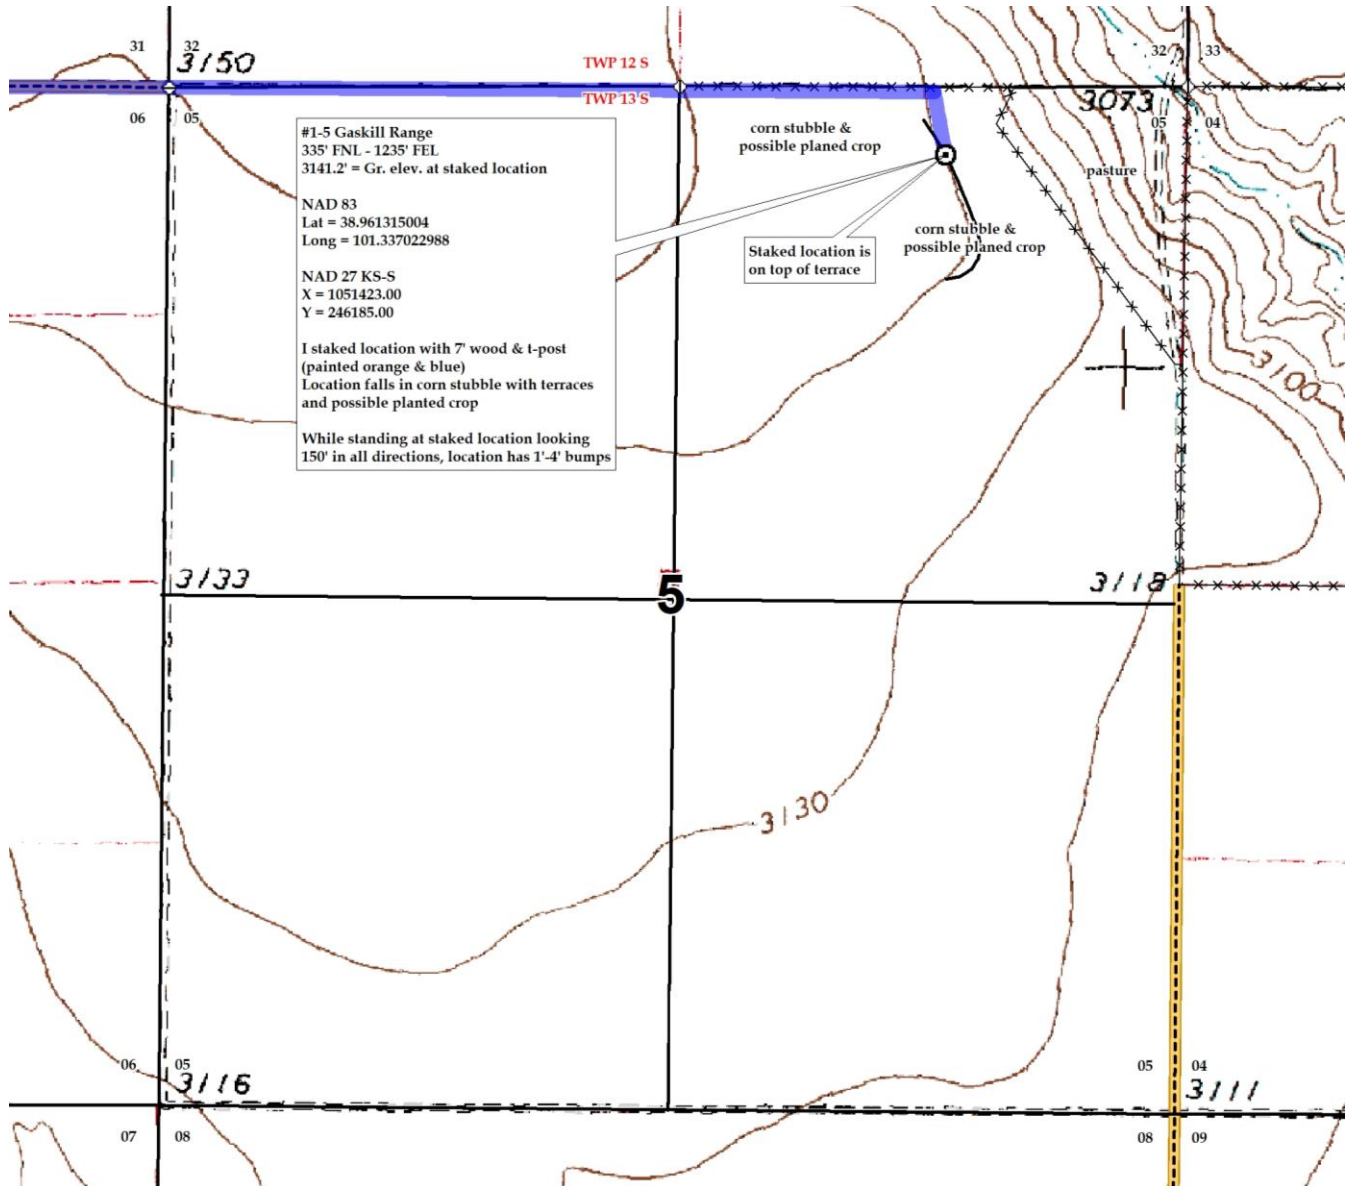 31
32
3150
TWP 12 S
32
33
TWP 13 S
3073
06
05
05
04
#1-5 Gaskill Range
335' FNL - 1235' FEL
3141.2' = Gr. elev. at staked location
NAD 83
Lat = 38.961315004
Long = 101.337022988
NAD 27 KS-S
X = 1051423.00
Y = 246185.00
I staked location with 7' wood & t-post
(painted orange & blue)
Location falls in corn stubble with terraces
and possible planted crop
While standing at staked location looking
150' in all directions, location has 1'-4' bumps
corn stubble &
possible planed crop
pasture
corn stubble &
possible planed crop
Staked location is
on top of terrace
3100
3133
5
3118
3130
06
05
3116
05
04
3111
07
08
08
09